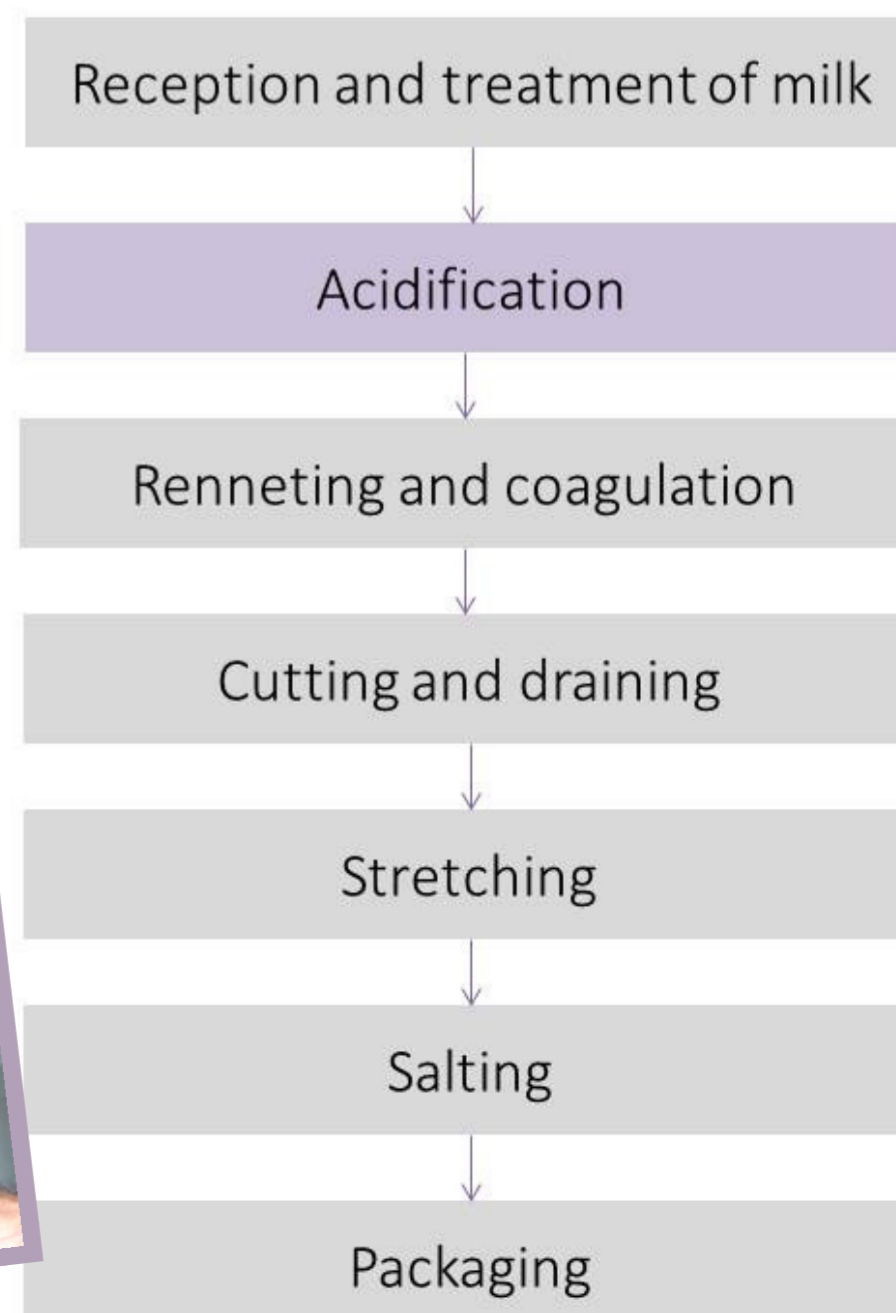 Reception and treatment of milk
Acidification
Renneting and coagulation
Cutting and draining
Stretching
Salting
Packaging